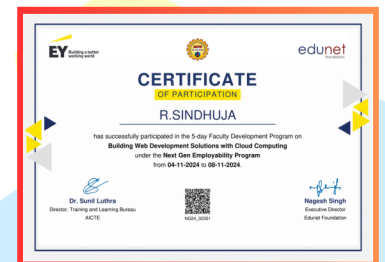 EY
Building a better
working world
edunet
foundation
CERTIFICATE
OF PARTICIPATION
R.SINDHUJA
has successfully participated in the 5-day Faculty Development Program on
Building Web Development Solutions with Cloud Computing
under the Next Gen Employability Program
from 04-11-2024 to 08-11-2024.
Dr. Sunil Luthra
Director, Training and Learning Bureau
AICTE
Nagesh Singh
Executive Director
Edunet Foundation